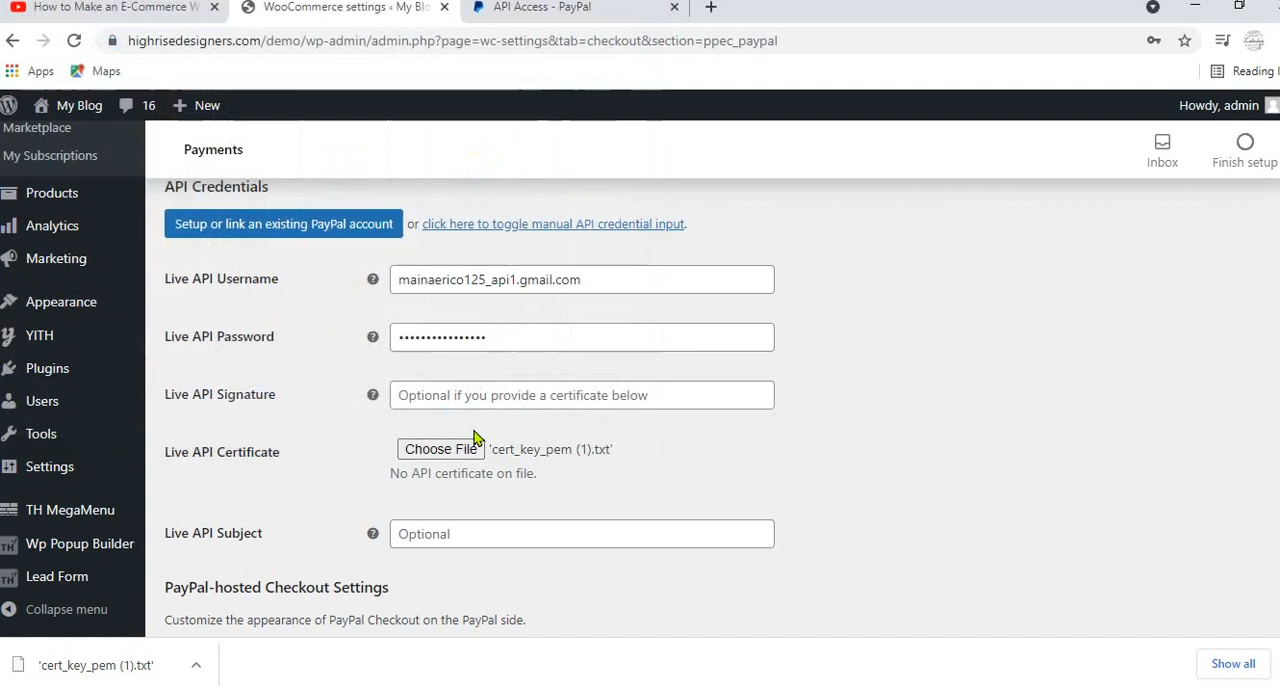 How to Make an E-Commerce W
WooCommerce settings ‹ My Blo
API Access - PayPal
highrisedesigners.com/demo/wp-admin/admin.php?page=wc-settings&tab=checkout&section=ppec_paypal
Apps
Maps
Reading l
My Blog
16
New
Howdy, admin
Marketplace
My Subscriptions
Products
Analytics
Marketing
Appearance
YITH
Plugins
Users
Tools
Settings
TH MegaMenu
TH Wp Popup Builder
TH Lead Form
Collapse menu
Payments
Inbox
Finish setup
API Credentials
Setup or link an existing PayPal account or click here to toggle manual API credential input.
Live API Username
mainaerico125_api1.gmail.com
Live API Password
••••••••••••••••
Live API Signature
Optional if you provide a certificate below
Live API Certificate
Choose File 'cert_key_pem (1).txt'
No API certificate on file.
Live API Subject
Optional
PayPal-hosted Checkout Settings
Customize the appearance of PayPal Checkout on the PayPal side.
'cert_key_pem (1).txt'
Show all